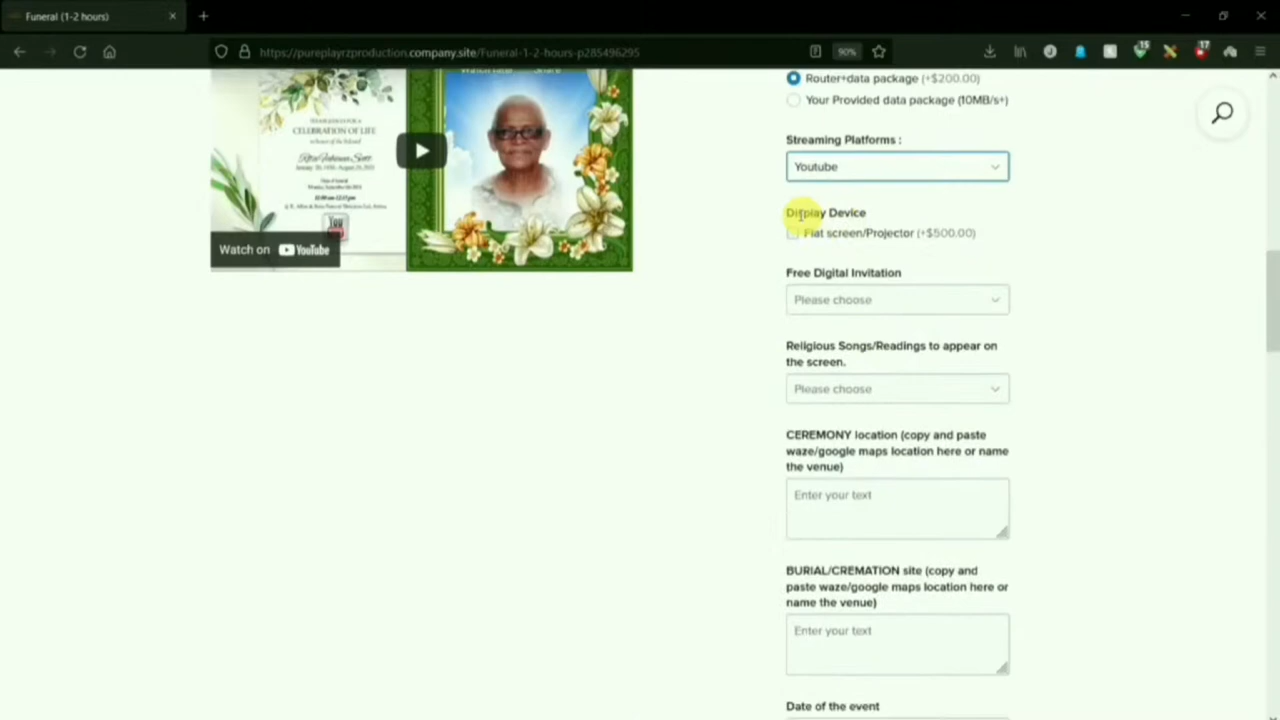 Funeral (1-2 hours)
https://pureplayrzproduction.company.site/Funeral-1-2-hours-p285496295
90%
15
17
Router+data package (+$200.00)
Your Provided data package (10MB/s+)
Streaming Platforms :
Youtube
Display Device
Flat screen/Projector (+$500.00)
Free Digital Invitation
Please choose
Religious Songs/Readings to appear on
the screen.
Please choose
CEREMONY location (copy and paste
waze/google maps location here or name
the venue)
Enter your text
BURIAL/CREMATION site (copy and
paste waze/google maps location here or
name the venue)
Enter your text
Date of the event
CELEBRATION OF LIFE
You
Watch on YouTube